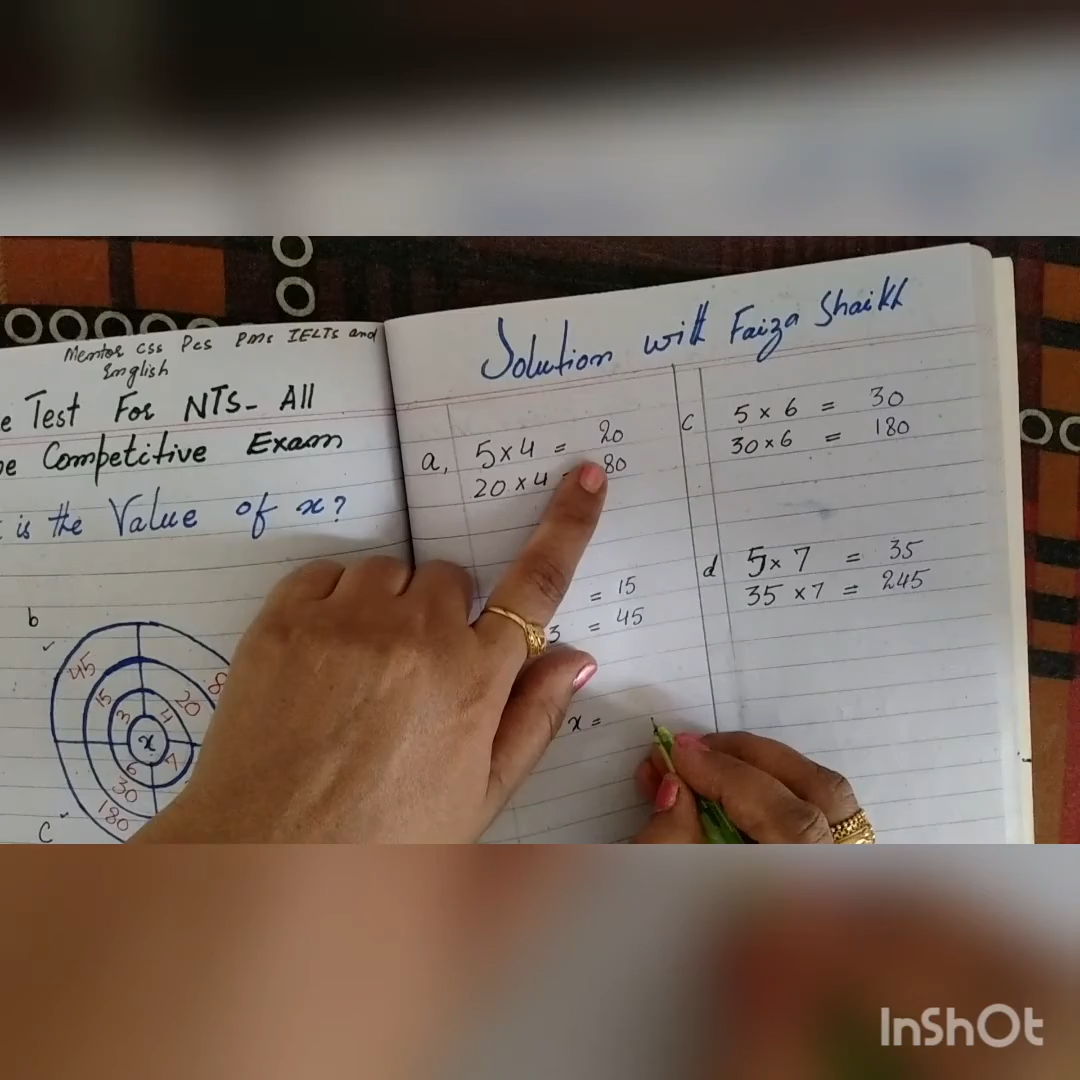 Mentor CSS Pcs PMS IELTS and
English
e Test For NTS- All
e Competitive Exam
is the Value of x?
b
45
15
3
80
20
4
x
6
7
30
180
C
Solution with Faiza Shaikh
a, 5 x 4 = 20
20 x 4 = 80
= 15
3 = 45
x =
c 5 x 6 = 30
30 x 6 = 180
d 5 x 7 = 35
35 x 7 = 245
InShOt